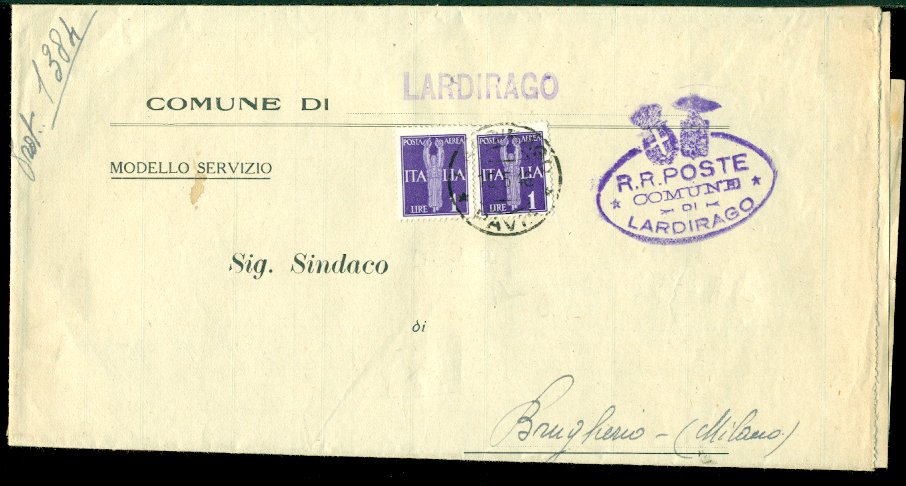 Prot. 1384
COMUNE DI LARDIRAGO
MODELLO SERVIZIO
POSTA AEREA
ITALIA
LIRE 1
POSTA AEREA
ITALIA
LIRE 1
PAVIA
R.R. POSTE
COMUNE
DI
LARDIRAGO
Sig. Sindaco
di
Brugherio - (Milano)